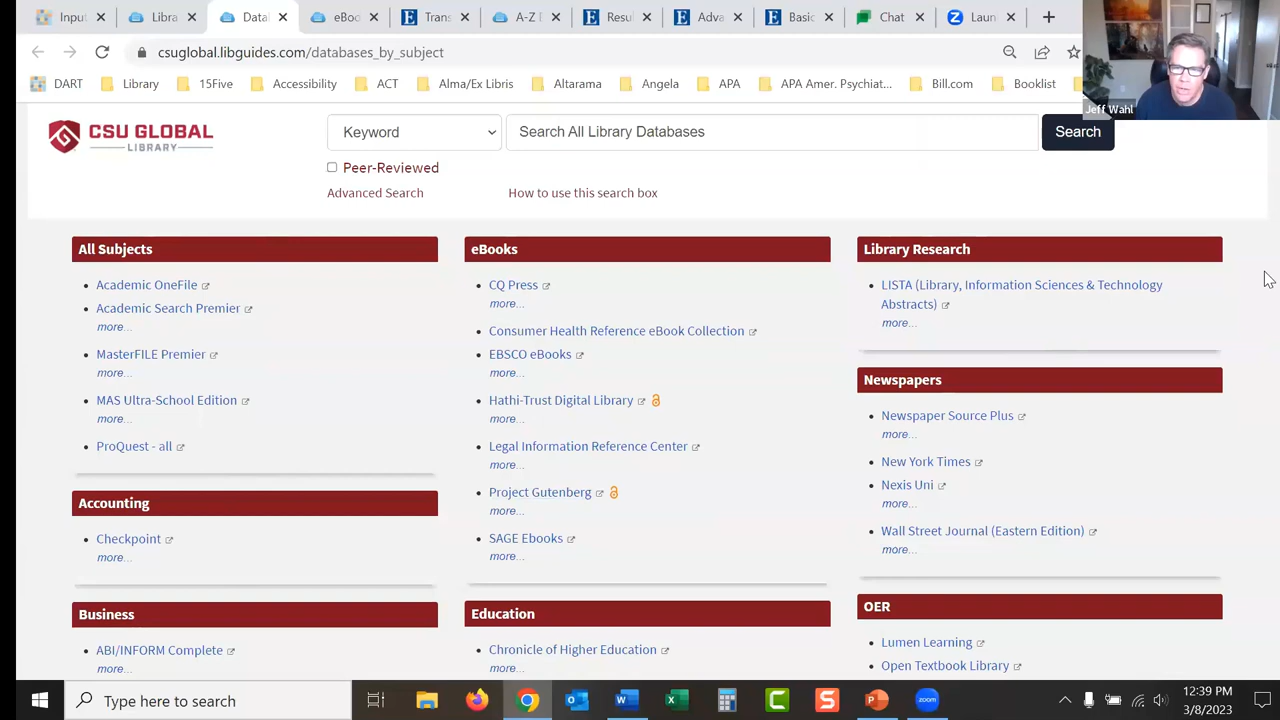 Input
Libra
Datal
eBoo
Trans
A-Z
Resu
Adva
Basic
Chat
Laun
csuglobal.libguides.com/databases_by_subject
DART
Library
15Five
Accessibility
ACT
Alma/Ex Libris
Altarama
Angela
APA
APA Amer. Psychiat...
Bill.com
Booklist
Jeff Wahl
CSU GLOBAL
LIBRARY
Keyword
Search All Library Databases
Search
Peer-Reviewed
Advanced Search
How to use this search box
All Subjects
Academic OneFile
Academic Search Premier
more...
MasterFILE Premier
more...
MAS Ultra-School Edition
more...
ProQuest - all
Accounting
Checkpoint
more...
Business
ABI/INFORM Complete
more...
eBooks
CQ Press
more...
Consumer Health Reference eBook Collection
EBSCO eBooks
more...
Hathi-Trust Digital Library
more...
Legal Information Reference Center
more...
Project Gutenberg
more...
SAGE Ebooks
more...
Education
Chronicle of Higher Education
more...
Library Research
LISTA (Library, Information Sciences & Technology
Abstracts)
more...
Newspapers
Newspaper Source Plus
more...
New York Times
Nexis Uni
more...
Wall Street Journal (Eastern Edition)
more...
OER
Lumen Learning
Open Textbook Library
Type here to search
zoom
12:39 PM
3/8/2023